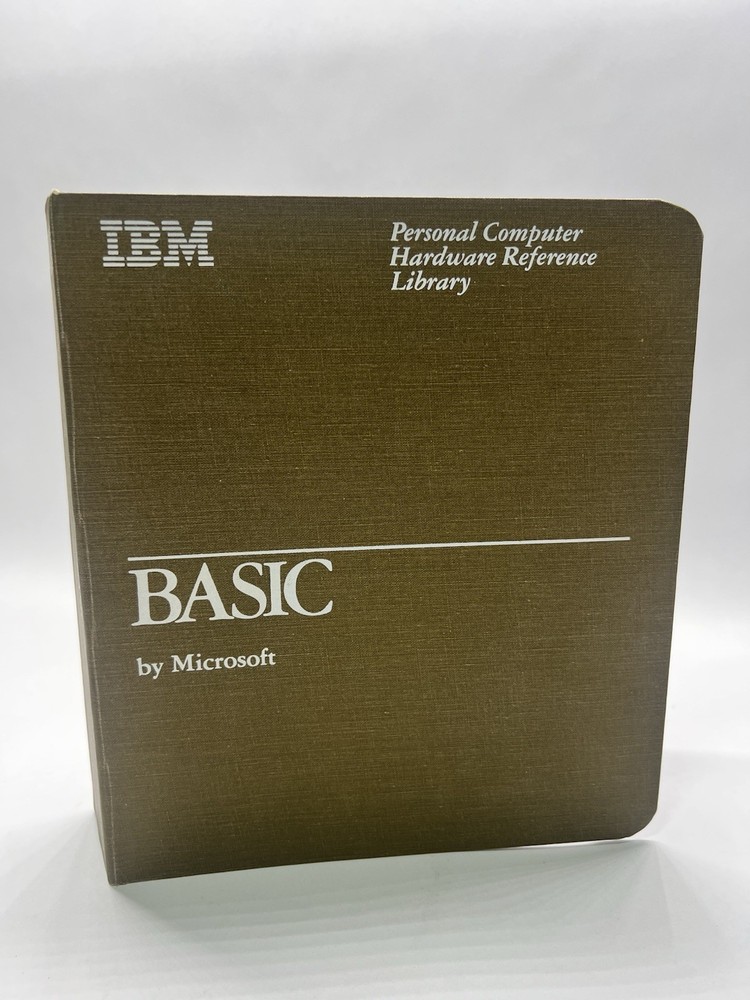 IBM
Personal Computer
Hardware Reference
Library
BASIC
by Microsoft